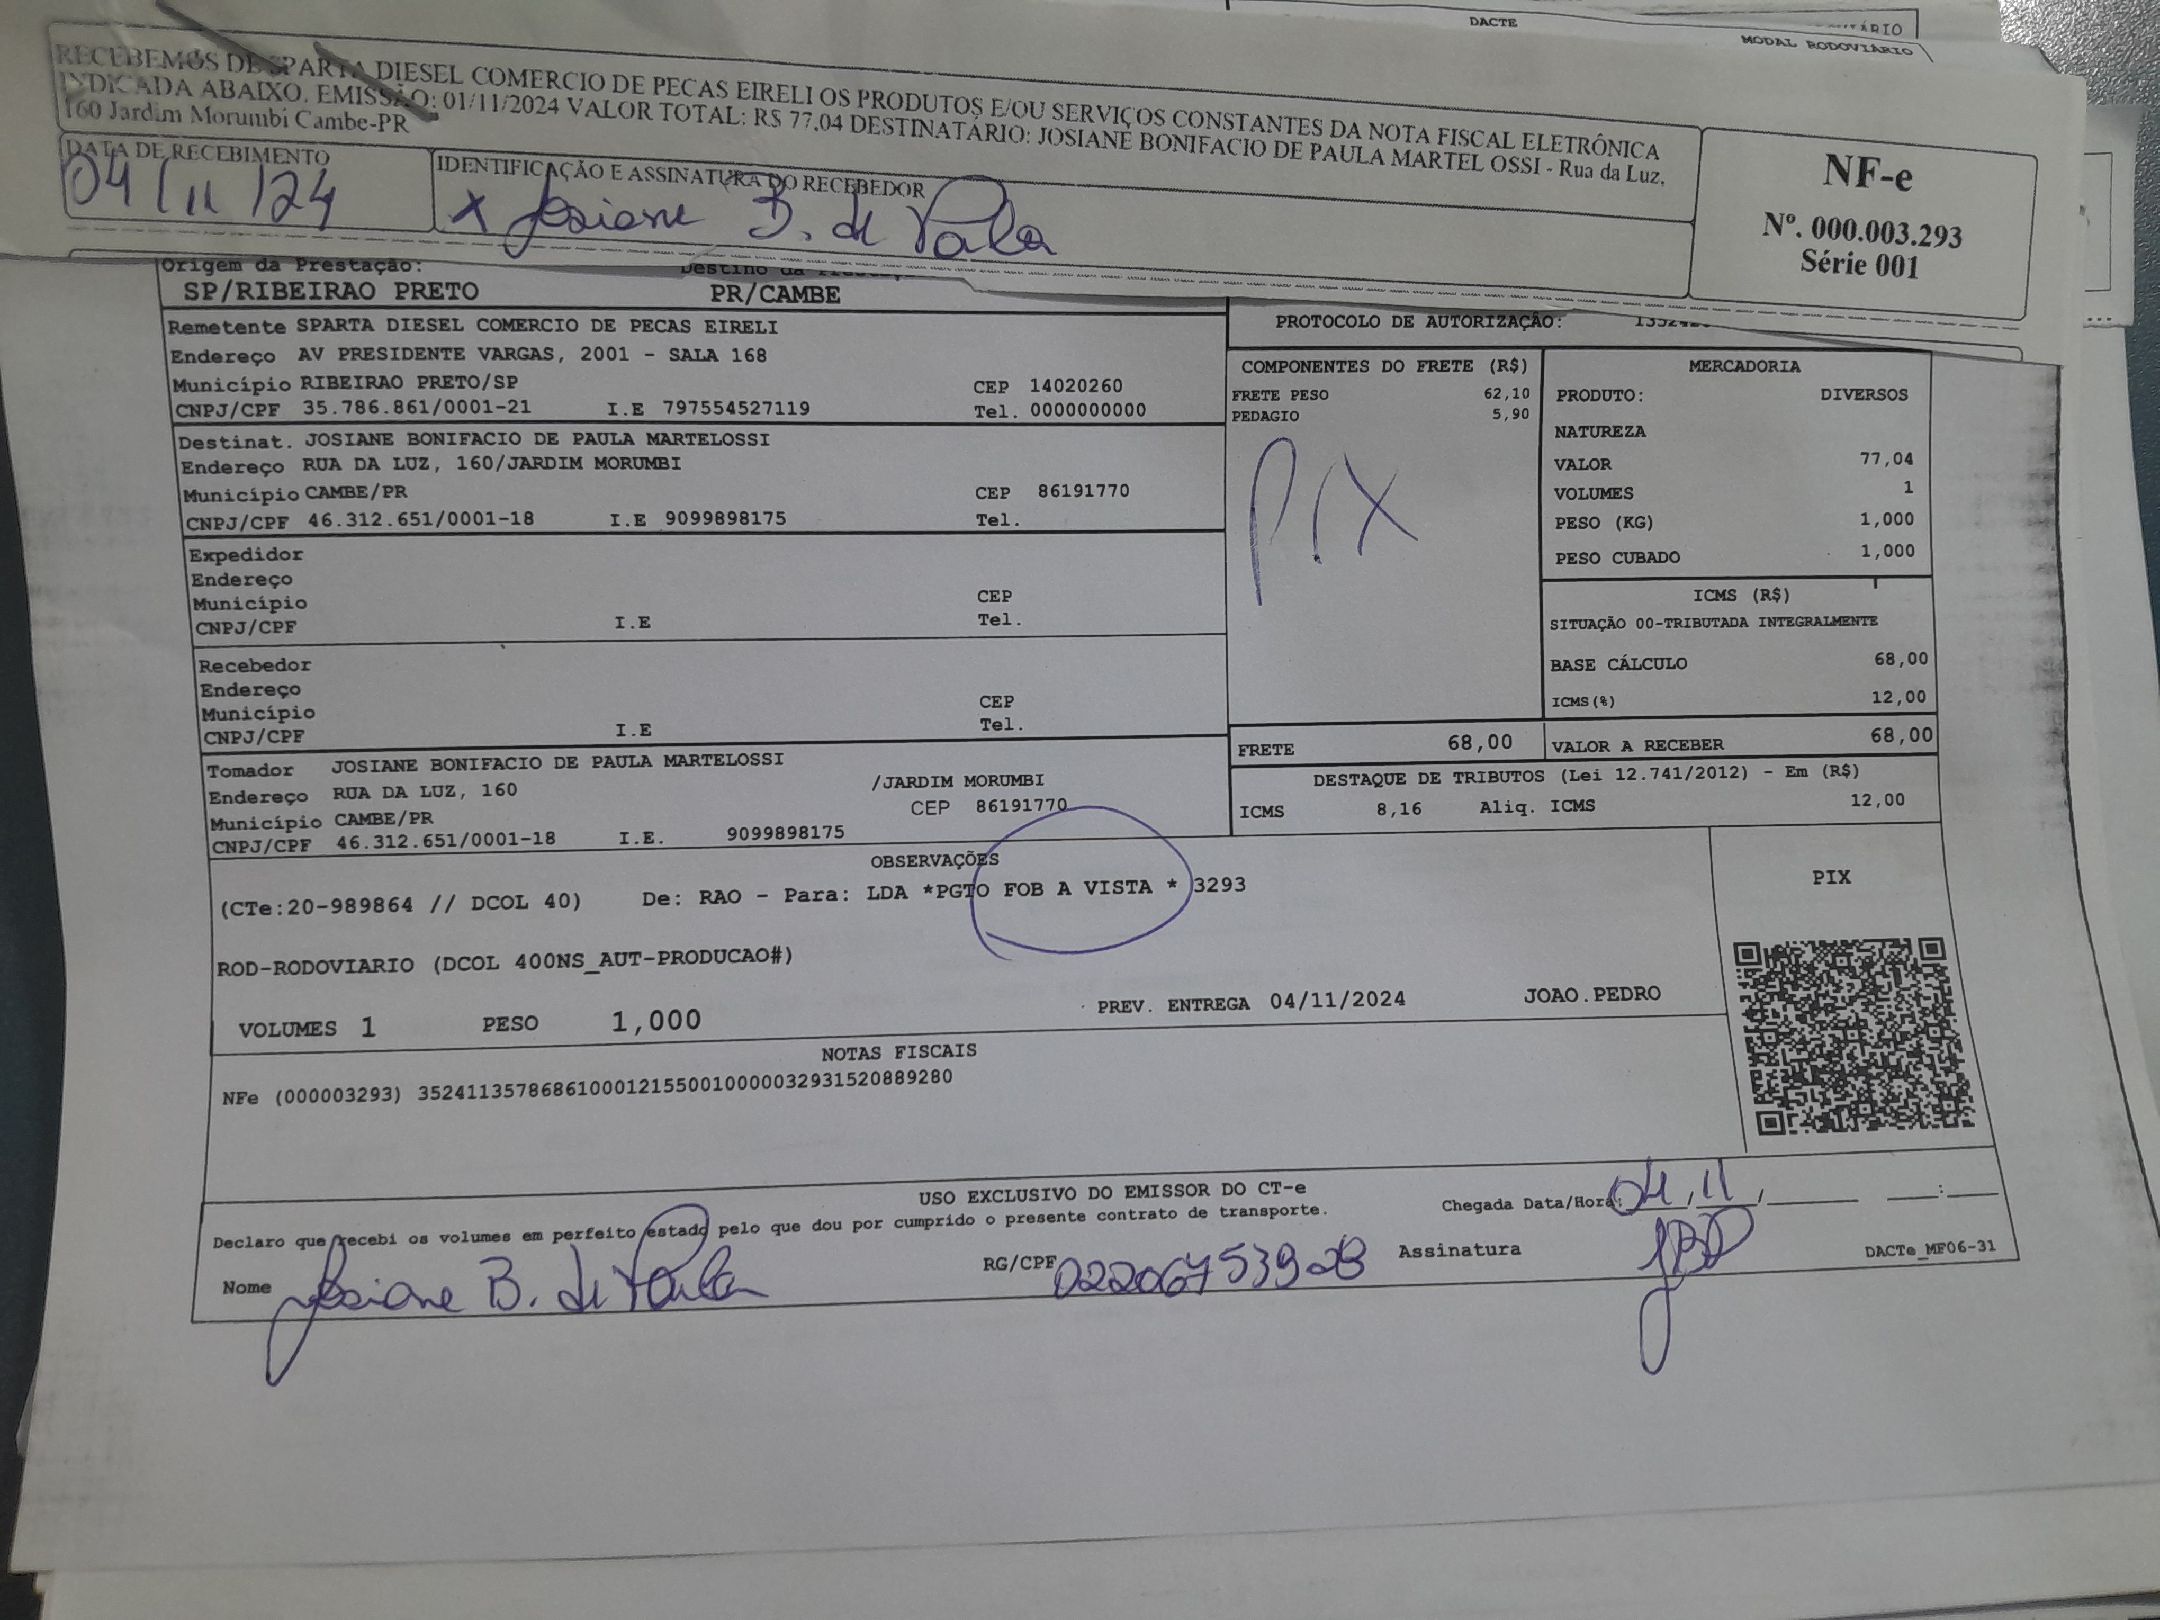 DACTE
MODAL RODOVIÁRIO
RECEBEMOS DE SPARTA DIESEL COMERCIO DE PECAS EIRELI OS PRODUTOS E/OU SERVIÇOS CONSTANTES DA NOTA FISCAL ELETRÔNICA
INDICADA ABAIXO. EMISSÃO: 01/11/2024 VALOR TOTAL: R$ 77,04 DESTINATÁRIO: JOSIANE BONIFACIO DE PAULA MARTEL OSSI - Rua da Luz,
160 Jardim Morumbi Cambe-PR
DATA DE RECEBIMENTO
04/11/24
IDENTIFICAÇÃO E ASSINATURA DO RECEBEDOR
x Josiane B. de Paula
NF-e
Nº. 000.003.293
Série 001
Origem da Prestação:
SP/RIBEIRAO PRETO
Destino da
PR/CAMBE
Remetente SPARTA DIESEL COMERCIO DE PECAS EIRELI
Endereço AV PRESIDENTE VARGAS, 2001 - SALA 168
Município RIBEIRAO PRETO/SP CEP 14020260
CNPJ/CPF 35.786.861/0001-21 I.E 797554527119 Tel. 0000000000
Destinat. JOSIANE BONIFACIO DE PAULA MARTELOSSI
Endereço RUA DA LUZ, 160/JARDIM MORUMBI
Município CAMBE/PR CEP 86191770
CNPJ/CPF 46.312.651/0001-18 I.E 9099898175 Tel.
Expedidor
Endereço
Município CEP
CNPJ/CPF I.E Tel.
Recebedor
Endereço
Município CEP
CNPJ/CPF I.E Tel.
Tomador JOSIANE BONIFACIO DE PAULA MARTELOSSI
Endereço RUA DA LUZ, 160 /JARDIM MORUMBI
Município CAMBE/PR CEP 86191770
CNPJ/CPF 46.312.651/0001-18 I.E. 9099898175
PROTOCOLO DE AUTORIZAÇÃO:
COMPONENTES DO FRETE (R$)
FRETE PESO 62,10
PEDAGIO 5,90
PIX
MERCADORIA
PRODUTO: DIVERSOS
NATUREZA
VALOR 77,04
VOLUMES 1
PESO (KG) 1,000
PESO CUBADO 1,000
ICMS (R$)
SITUAÇÃO 00-TRIBUTADA INTEGRALMENTE
BASE CÁLCULO 68,00
ICMS(%) 12,00
FRETE 68,00
VALOR A RECEBER 68,00
DESTAQUE DE TRIBUTOS (Lei 12.741/2012) - Em (R$)
ICMS 8,16 Aliq. ICMS 12,00
OBSERVAÇÕES
(CTe:20-989864 // DCOL 40) De: RAO - Para: LDA *PGTO FOB A VISTA * 3293
ROD-RODOVIARIO (DCOL 400NS_AUT-PRODUCAO#)
VOLUMES 1 PESO 1,000 PREV. ENTREGA 04/11/2024 JOAO.PEDRO
PIX
NOTAS FISCAIS
NFe (000003293) 35241135786861000121550010000032931520889280
USO EXCLUSIVO DO EMISSOR DO CT-e
Declaro que recebi os volumes em perfeito estado pelo que dou por cumprido o presente contrato de transporte.
Chegada Data/Hora: 04/11/
Nome Josiane B. de Paula
RG/CPF 02206753928
Assinatura JBP
DACTe_MF06-31